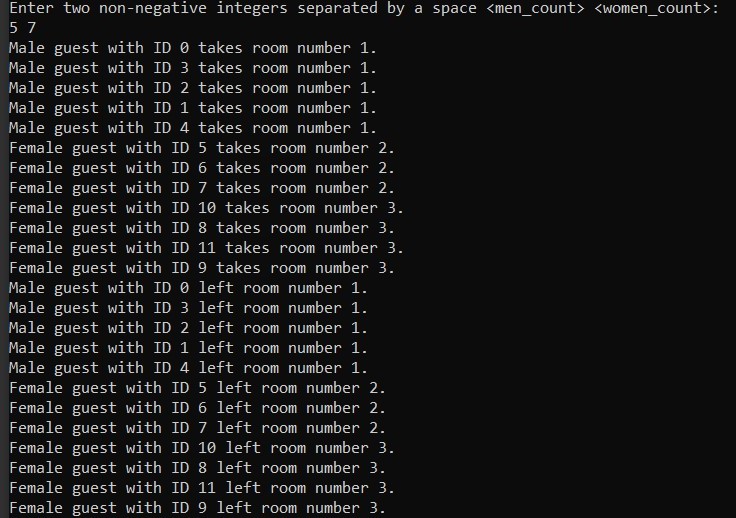 Enter two non-negative integers separated by a space <men_count> <women_count>:
5 7
Male guest with ID 0 takes room number 1.
Male guest with ID 3 takes room number 1.
Male guest with ID 2 takes room number 1.
Male guest with ID 1 takes room number 1.
Male guest with ID 4 takes room number 1.
Female guest with ID 5 takes room number 2.
Female guest with ID 6 takes room number 2.
Female guest with ID 7 takes room number 2.
Female guest with ID 10 takes room number 3.
Female guest with ID 8 takes room number 3.
Female guest with ID 11 takes room number 3.
Female guest with ID 9 takes room number 3.
Male guest with ID 0 left room number 1.
Male guest with ID 3 left room number 1.
Male guest with ID 2 left room number 1.
Male guest with ID 1 left room number 1.
Male guest with ID 4 left room number 1.
Female guest with ID 5 left room number 2.
Female guest with ID 6 left room number 2.
Female guest with ID 7 left room number 2.
Female guest with ID 10 left room number 3.
Female guest with ID 8 left room number 3.
Female guest with ID 11 left room number 3.
Female guest with ID 9 left room number 3.